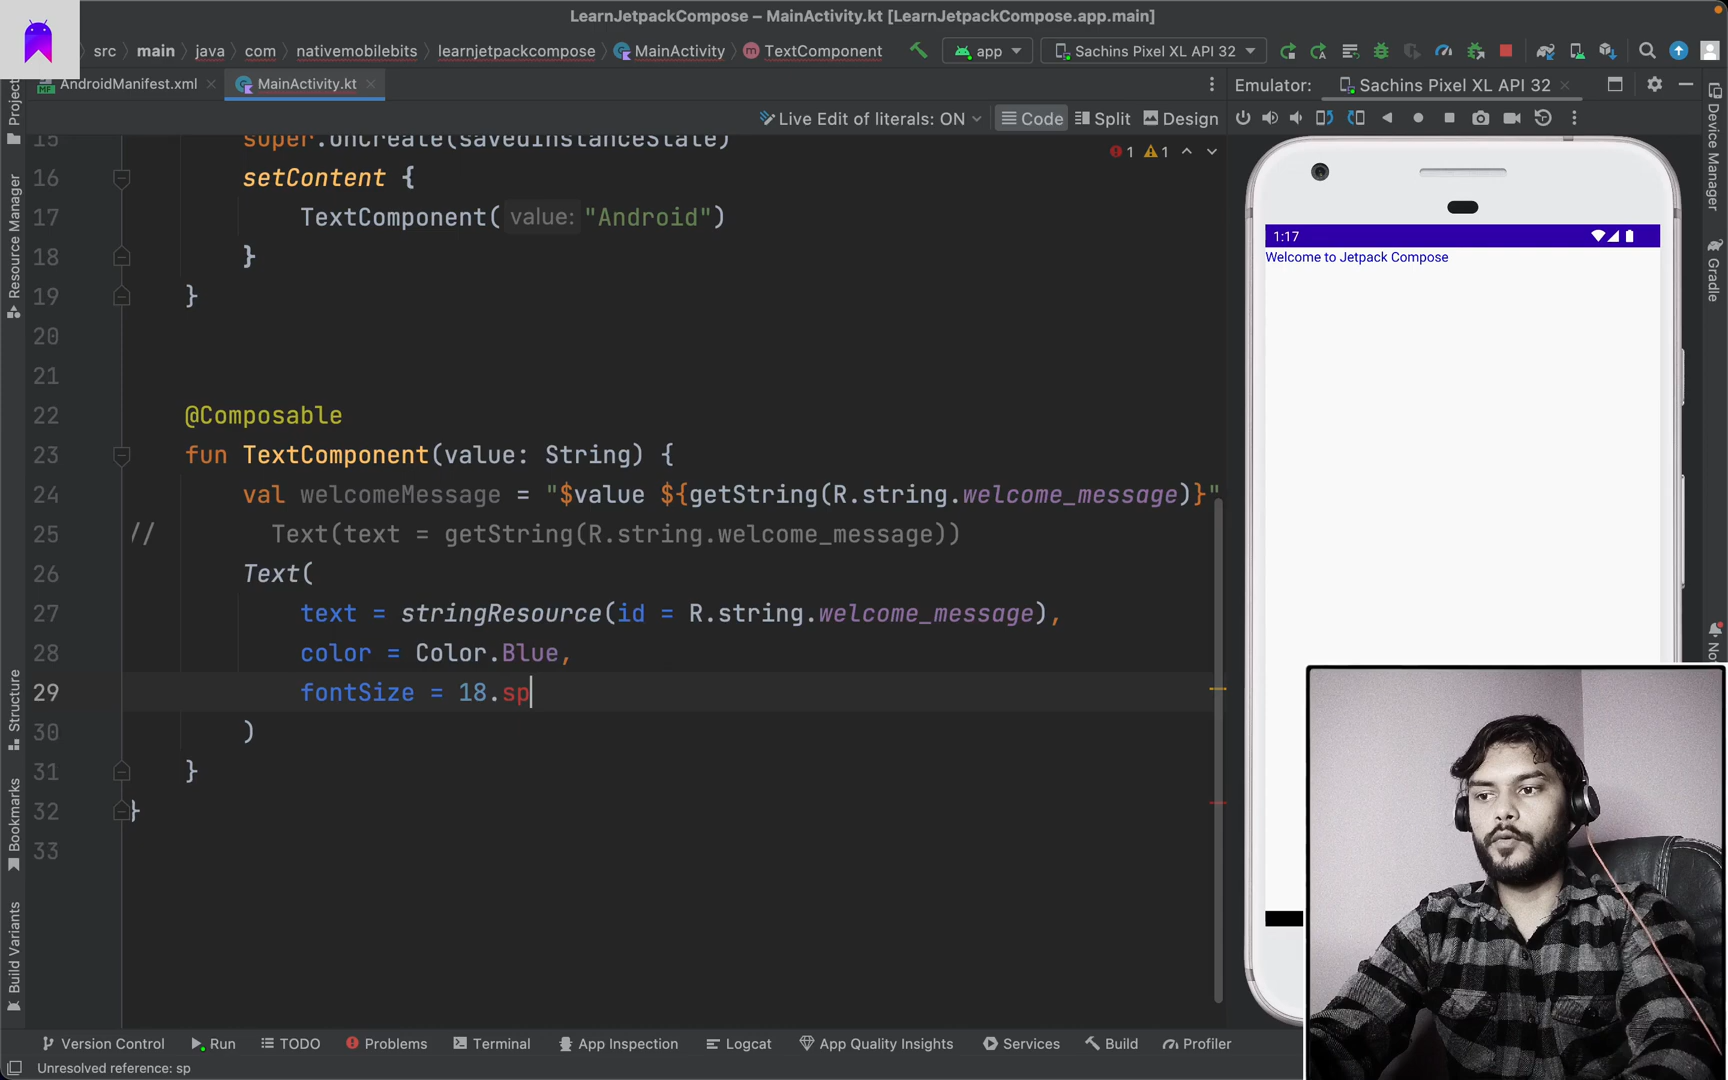 LearnJetpackCompose – MainActivity.kt [LearnJetpackCompose.app.main]
src main java com nativemobilebits learnjetpackcompose MainActivity TextComponent app Sachins Pixel XL API 32
AndroidManifest.xml MainActivity.kt Emulator: Sachins Pixel XL API 32
Live Edit of literals: ON Code Split Design
1 1
15 super.onCreate(savedInstanceState)
16 setContent {
17 TextComponent( value: "Android")
18 }
19 }
20
21
22 @Composable
23 fun TextComponent(value: String) {
24 val welcomeMessage = "$value ${getString(R.string.welcome_message)}"
25 // Text(text = getString(R.string.welcome_message))
26 Text(
27 text = stringResource(id = R.string.welcome_message),
28 color = Color.Blue,
29 fontSize = 18.sp
30 )
31 }
32 }
33
1:17
Welcome to Jetpack Compose
Project
Resource Manager
Structure
Bookmarks
Build Variants
Device Manager
Gradle
Version Control Run TODO Problems Terminal App Inspection Logcat App Quality Insights Services Build Profiler
Unresolved reference: sp